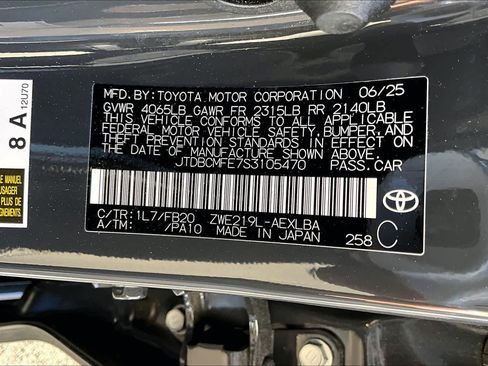 MFD. BY: TOYOTA MOTOR CORPORATION 06/25
GVWR 4065LB GAWR FR 2315LB RR 2140LB
THIS VEHICLE CONFORMS TO ALL APPLICABLE
FEDERAL MOTOR VEHICLE SAFETY, BUMPER, AND
THEFT PREVENTION STANDARDS IN EFFECT ON
THE DATE OF MANUFACTURE SHOWN ABOVE.
JTDBCMFE7S3105470 PASS. CAR
C/TR: 1L7/FB20 ZWE219L-AEXLBA
A/TM: /PA10 MADE IN JAPAN 258 C
8 A
12U70